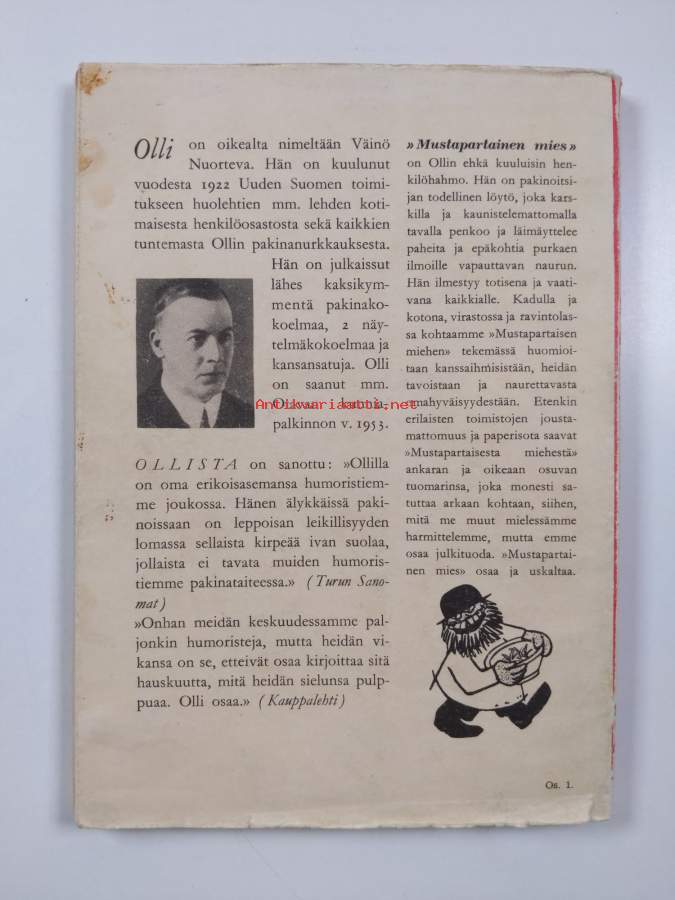 Olli on oikealta nimeltään Väinö
Nuorteva. Hän on kuulunut
vuodesta 1922 Uuden Suomen toimi-
tukseen huolehtien mm. lehden koti-
maisesta henkilöosastosta sekä kaikkien
tuntemasta Ollin pakinanurkkauksesta.
Hän on julkaissut
lähes kaksikym-
mentä pakinako-
koelmaa, 2 näy-
telmäkokoelmaa ja
kansansatuja. Olli
on saanut mm.
Otavan kunnia-
palkinnon v. 1953.
OLLISTA on sanottu: »Ollilla
on oma erikoisasemansa humoristiem-
me joukossa. Hänen älykkäissä paki-
noissaan on leppoisan leikillisyyden
lomassa sellaista kirpeää ivan suolaa,
jollaista ei tavata muiden humoris-
tiemme pakinataiteessa.» (Turun Sano-
mat)
»Onhan meidän keskuudessamme pal-
jonkin humoristeja, mutta heidän vi-
kansa on se, etteivät osaa kirjoittaa sitä
hauskuutta, mitä heidän sielunsa pulp-
puaa. Olli osaa.» (Kauppalehti)
»Mustapartainen mies»
on Ollin ehkä kuuluisin hen-
kilöhahmo. Hän on pakinoitsi-
jan todellinen löytö, joka kars-
killa ja kaunistelemattomalla
tavalla penkoo ja läimäyttelee
paheita ja epäkohtia purkaen
ilmoille vapauttavan naurun.
Hän ilmestyy totisena ja vaati-
vana kaikkialle. Kadulla ja
kotona, virastossa ja ravintolas-
sa kohtaamme »Mustapartaisen
miehen» tekemässä huomioi-
taan kanssaihmisistään, heidän
tavoistaan ja naurettavasta
omahyväisyydestään. Etenkin
erilaisten toimistojen jousta-
mattomuus ja paperisota saavat
»Mustapartaisesta miehestä»
ankaran ja oikeaan osuvan
tuomarinsa, joka monesti sa-
tuttaa arkaan kohtaan, siihen,
mitä me muut mielessämme
harmittelemme, mutta emme
osaa julkituoda. »Mustapartai-
nen mies» osaa ja uskaltaa.
Os. 1.
Antikvariaatti.net